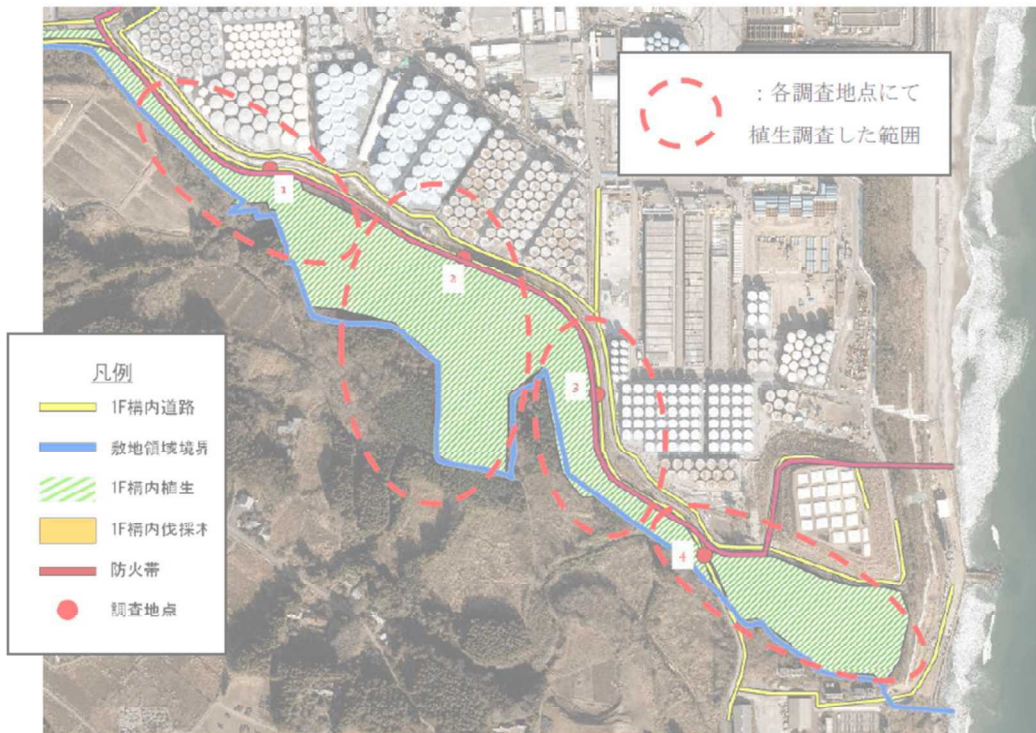 ：各調査地点にて
植生調査した範囲
1
2
3
4
凡例
1F構内道路
敷地領域境界
1F構内植生
1F構内伐採木
防火帯
調査地点